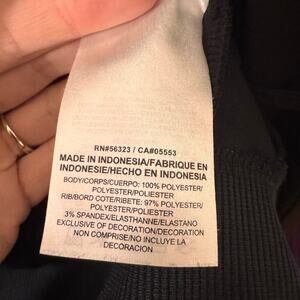 RN#56323 / CA#05553
MADE IN INDONESIA/FABRIQUE EN
INDONESIE/HECHO EN INDONESIA
BODY/CORPS/CUERPO: 100% POLYESTER/
POLYESTER/POLIESTER
RIB/BORD COTE/RIBETE: 97% POLYESTER/
POLYESTER/POLIESTER
3% SPANDEX/ELASTHANNE/ELASTANO
EXCLUSIVE OF DECORATION/DECORATION
NON COMPRISE/NO INCLUYE LA
DECORACION